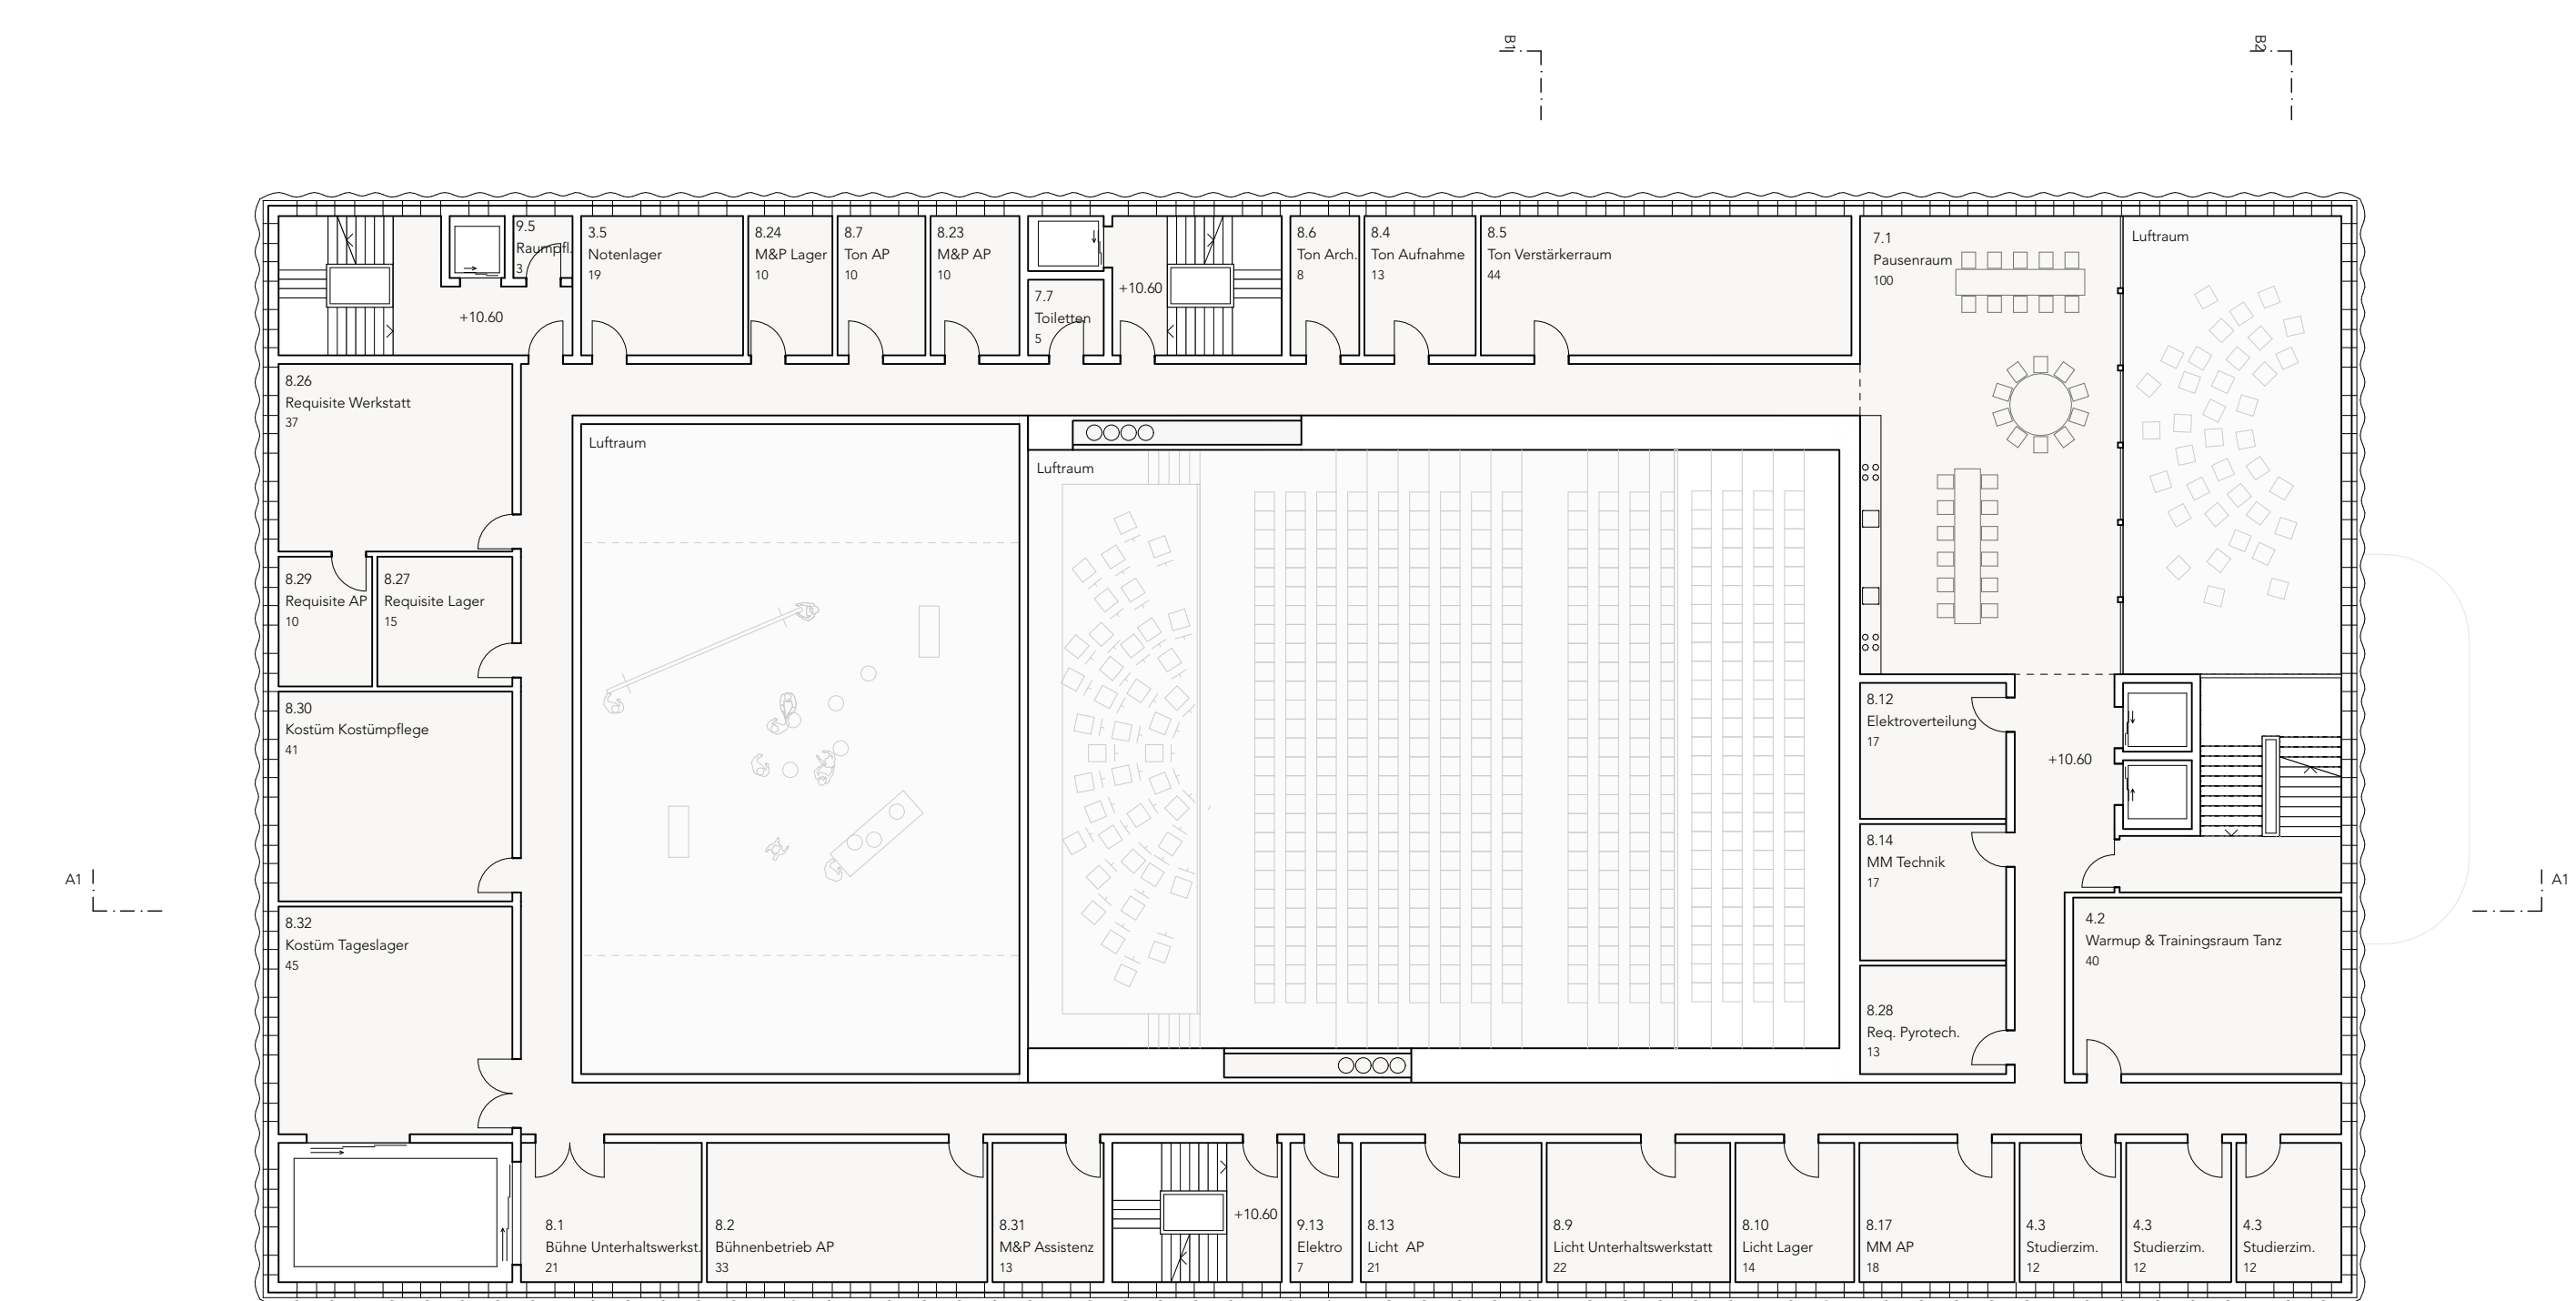 B1
B2
9.5
Raumpfl.
3
3.5
Notenlager
19
8.24
M&P Lager
10
8.7
Ton AP
10
8.23
M&P AP
10
7.7
Toiletten
5
+10.60
+10.60
8.6
Ton Arch.
8
8.4
Ton Aufnahme
13
8.5
Ton Verstärkerraum
44
7.1
Pausenraum
100
Luftraum
8.26
Requisite Werkstatt
37
Luftraum
Luftraum
8.29
Requisite AP
10
8.27
Requisite Lager
15
8.30
Kostüm Kostümpflege
41
8.12
Elektroverteilung
17
+10.60
8.14
MM Technik
17
A1
A1
8.32
Kostüm Tageslager
45
4.2
Warmup & Trainingsraum Tanz
40
8.28
Req. Pyrotech.
13
8.1
Bühne Unterhaltswerkst.
21
8.2
Bühnenbetrieb AP
33
8.31
M&P Assistenz
13
+10.60
9.13
Elektro
7
8.13
Licht AP
21
8.9
Licht Unterhaltswerkstatt
22
8.10
Licht Lager
14
8.17
MM AP
18
4.3
Studierzim.
12
4.3
Studierzim.
12
4.3
Studierzim.
12